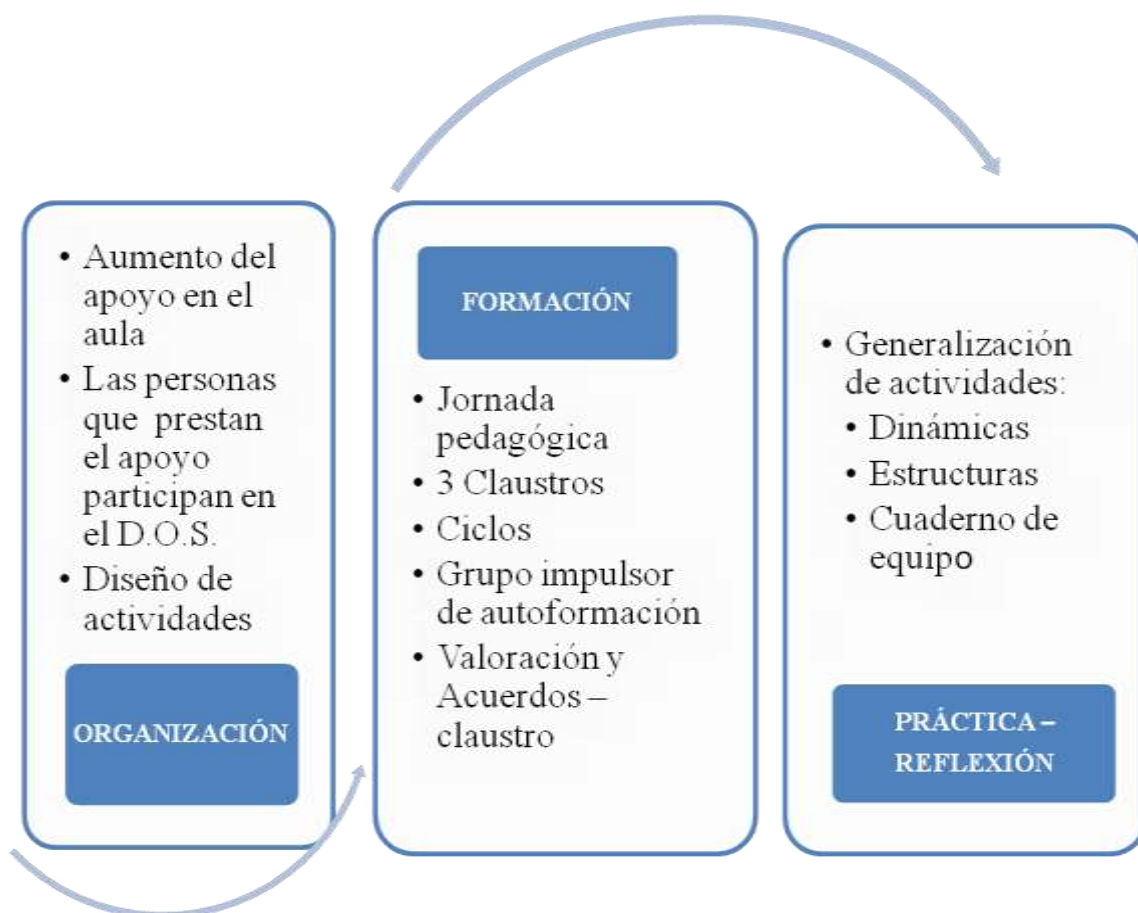 • Aumento del
apoyo en el
aula
• Las personas
que prestan
el apoyo
participan en
el D.O.S.
• Diseño de
actividades
ORGANIZACIÓN
FORMACIÓN
• Jornada
pedagógica
• 3 Claustros
• Ciclos
• Grupo impulsor
de autoformación
• Valoración y
Acuerdos –
claustro
• Generalización
de actividades:
• Dinámicas
• Estructuras
• Cuaderno de
equipo
PRÁCTICA –
REFLEXIÓN